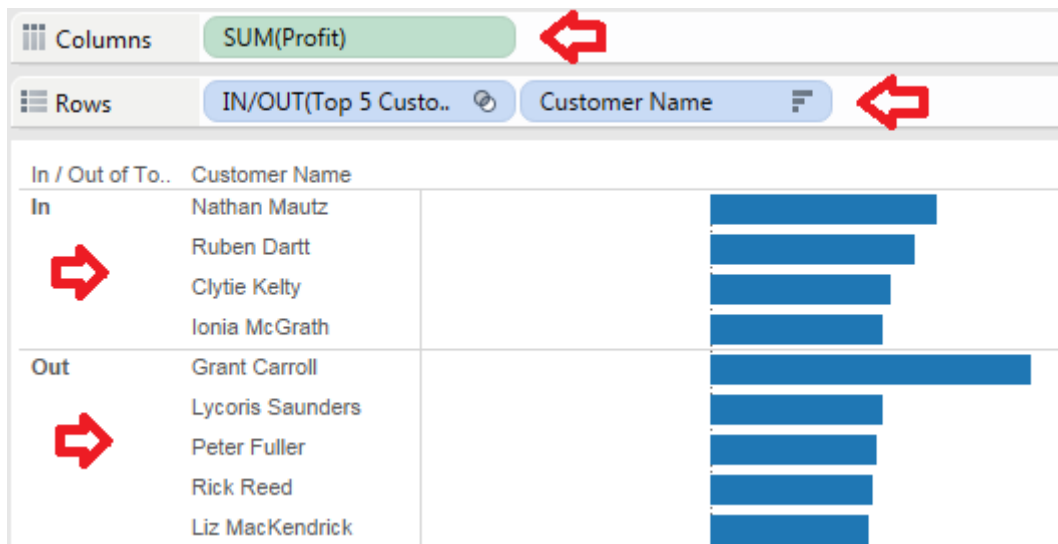 Columns SUM(Profit)
Rows IN/OUT(Top 5 Custo.. Customer Name
In / Out of To.. Customer Name
In Nathan Mautz
Ruben Dartt
Clytie Kelty
Ionia McGrath
Out Grant Carroll
Lycoris Saunders
Peter Fuller
Rick Reed
Liz MacKendrick